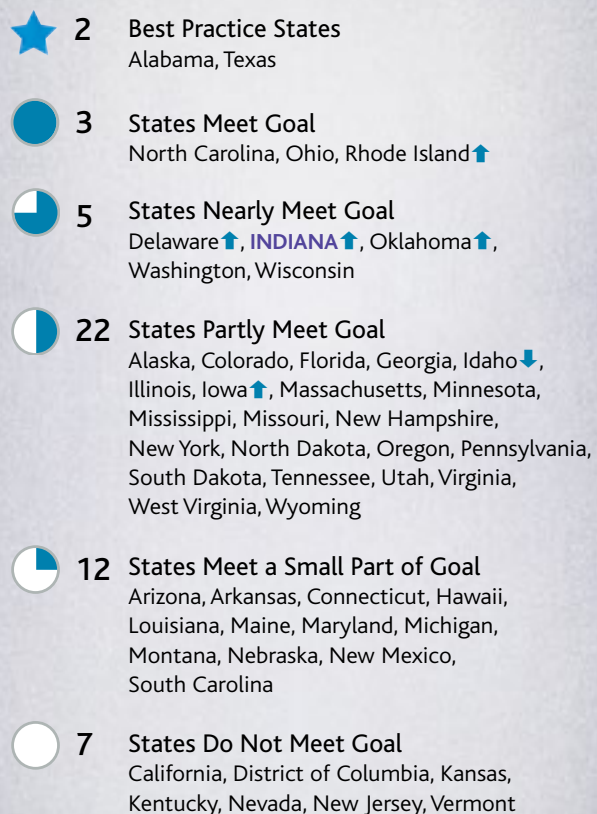 2 Best Practice States
Alabama, Texas
3 States Meet Goal
North Carolina, Ohio, Rhode Island⬆
5 States Nearly Meet Goal
Delaware⬆, INDIANA⬆, Oklahoma⬆,
Washington, Wisconsin
22 States Partly Meet Goal
Alaska, Colorado, Florida, Georgia, Idaho⬇,
Illinois, Iowa⬆, Massachusetts, Minnesota,
Mississippi, Missouri, New Hampshire,
New York, North Dakota, Oregon, Pennsylvania,
South Dakota, Tennessee, Utah, Virginia,
West Virginia, Wyoming
12 States Meet a Small Part of Goal
Arizona, Arkansas, Connecticut, Hawaii,
Louisiana, Maine, Maryland, Michigan,
Montana, Nebraska, New Mexico,
South Carolina
7 States Do Not Meet Goal
California, District of Columbia, Kansas,
Kentucky, Nevada, New Jersey, Vermont